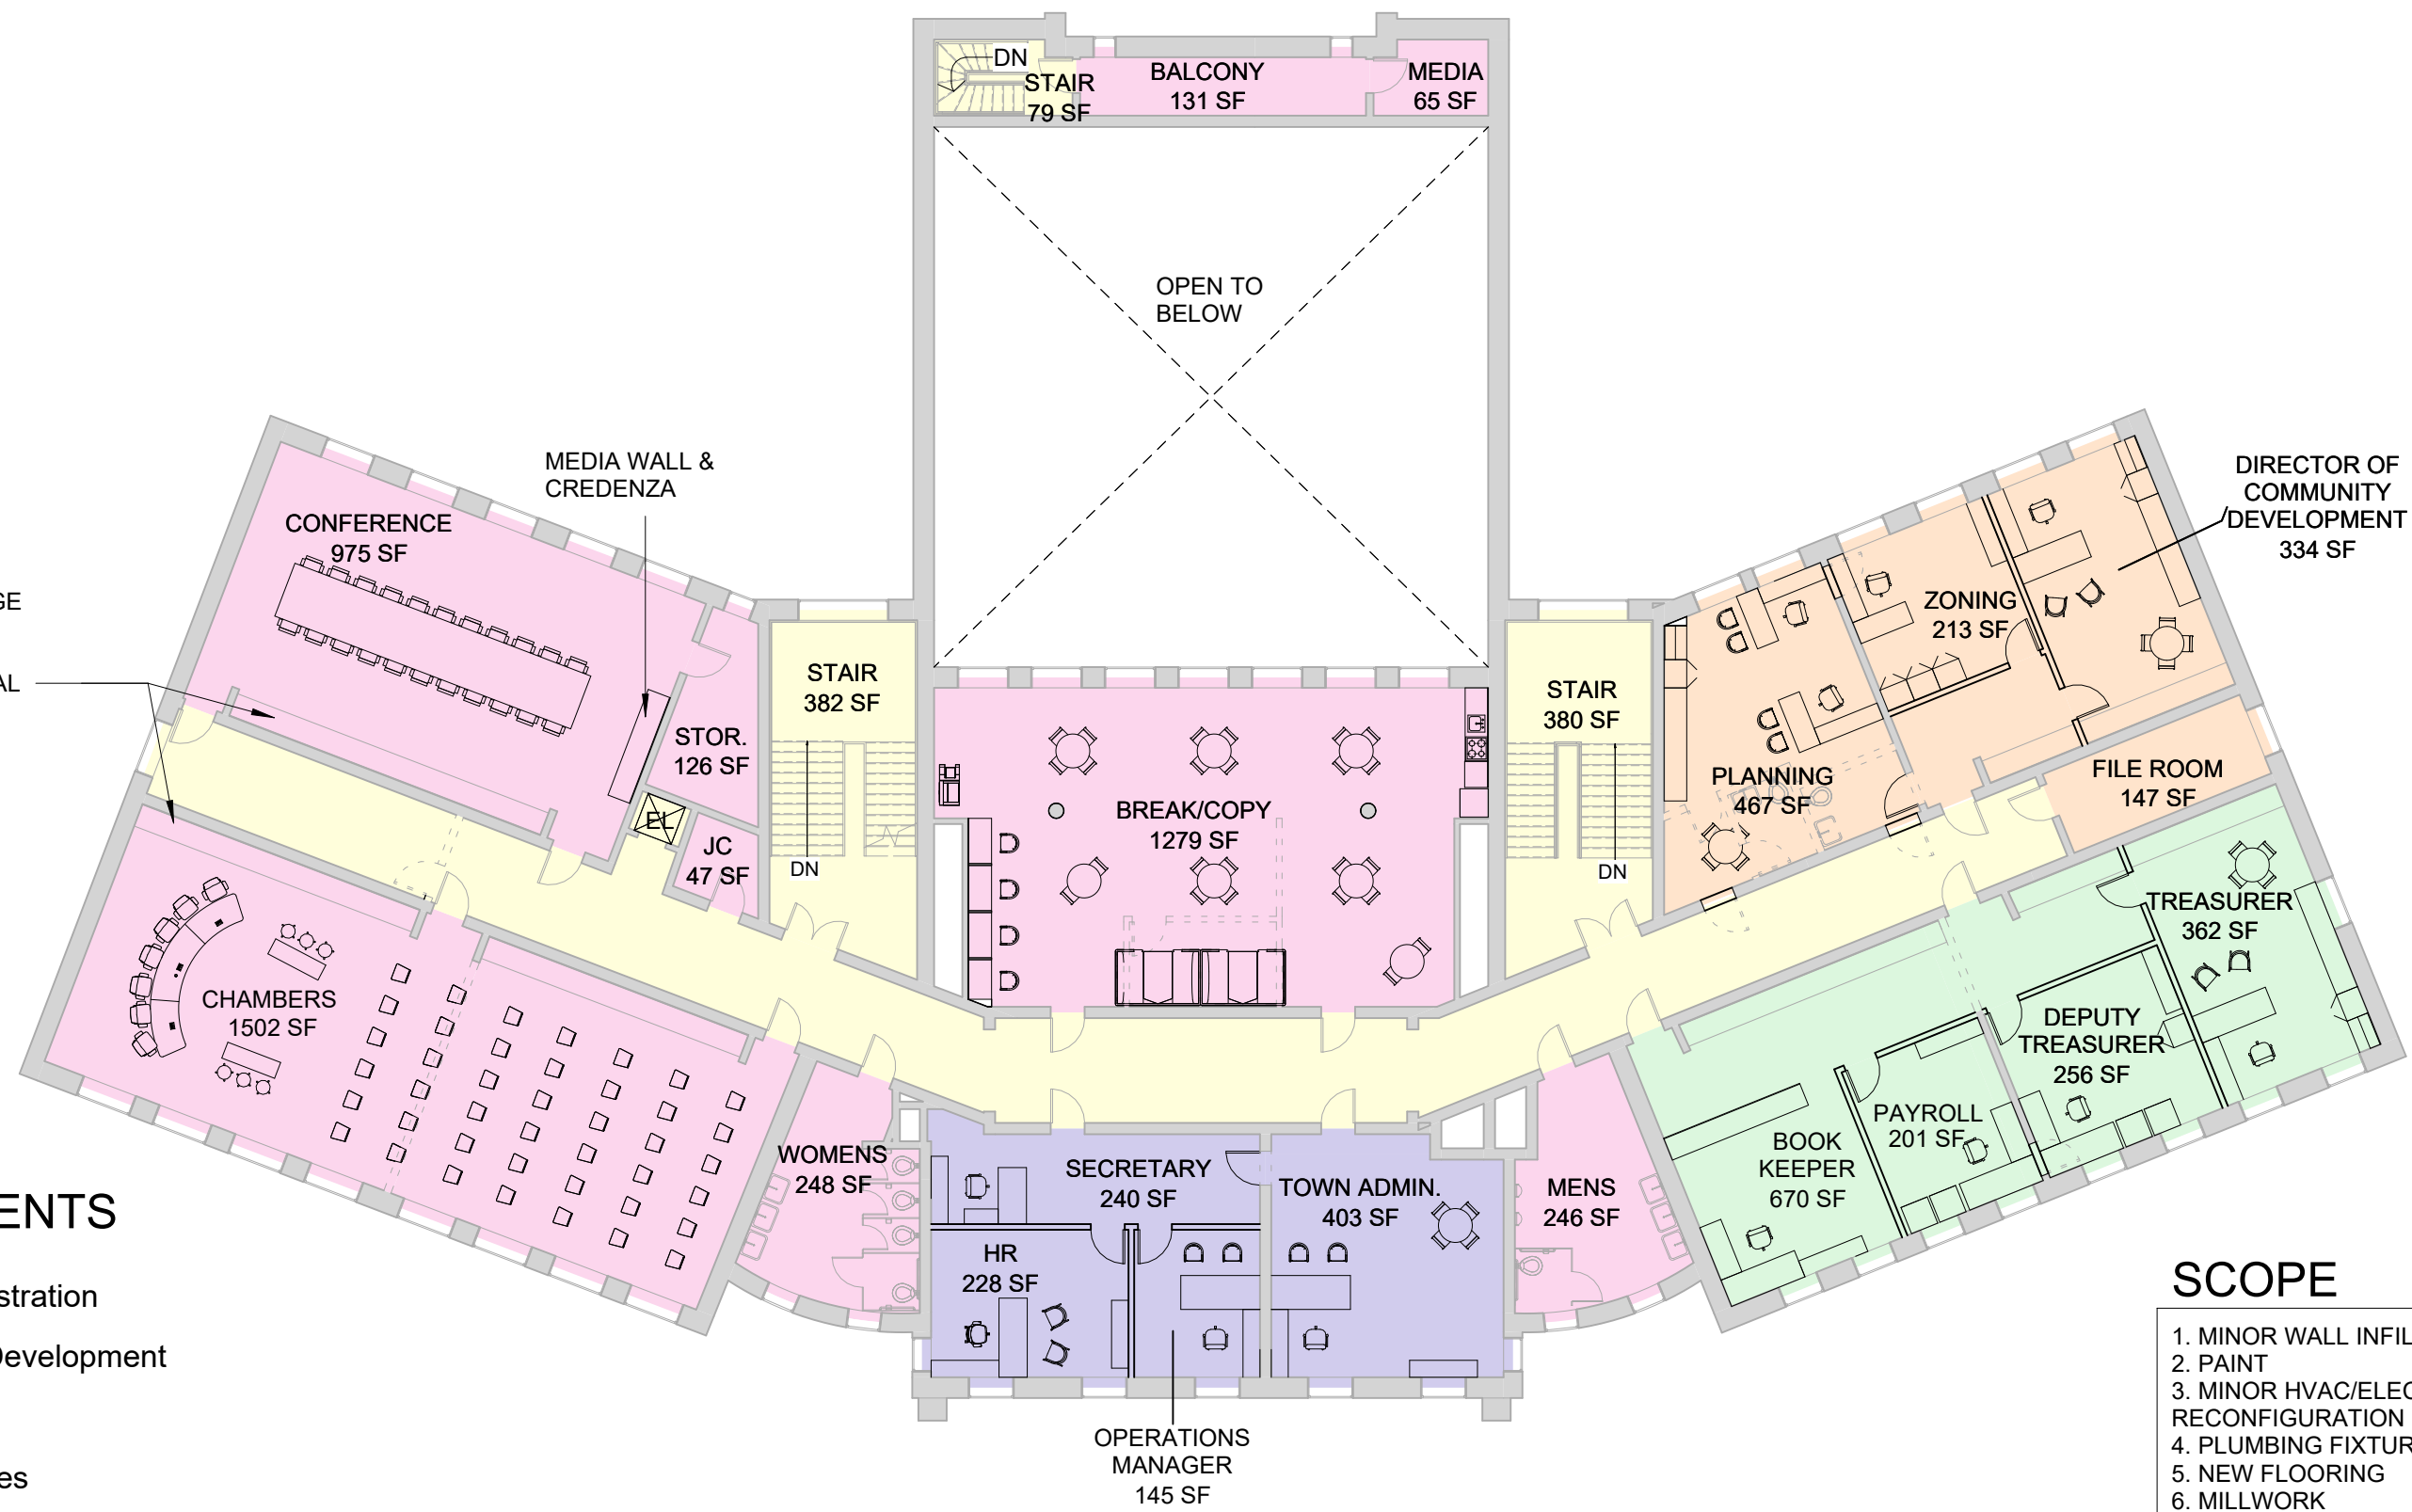 DN
STAIR
79 SF
BALCONY
131 SF
MEDIA
65 SF
OPEN TO
BELOW
MEDIA WALL &
CREDENZA
CONFERENCE
975 SF
DIRECTOR OF
COMMUNITY
DEVELOPMENT
334 SF
GE
AL
ZONING
213 SF
STAIR
382 SF
STAIR
380 SF
STOR.
126 SF
PLANNING
467 SF
FILE ROOM
147 SF
EL
BREAK/COPY
1279 SF
JC
47 SF
DN
DN
TREASURER
362 SF
CHAMBERS
1502 SF
DEPUTY
TREASURER
256 SF
PAYROLL
201 SF
BOOK
KEEPER
670 SF
WOMENS
248 SF
SECRETARY
240 SF
TOWN ADMIN.
403 SF
MENS
246 SF
HR
228 SF
OPERATIONS
MANAGER
145 SF
ENTS
stration
Development
es
SCOPE
1. MINOR WALL INFIL
2. PAINT
3. MINOR HVAC/ELEC
RECONFIGURATION
4. PLUMBING FIXTUR
5. NEW FLOORING
6. MILLWORK